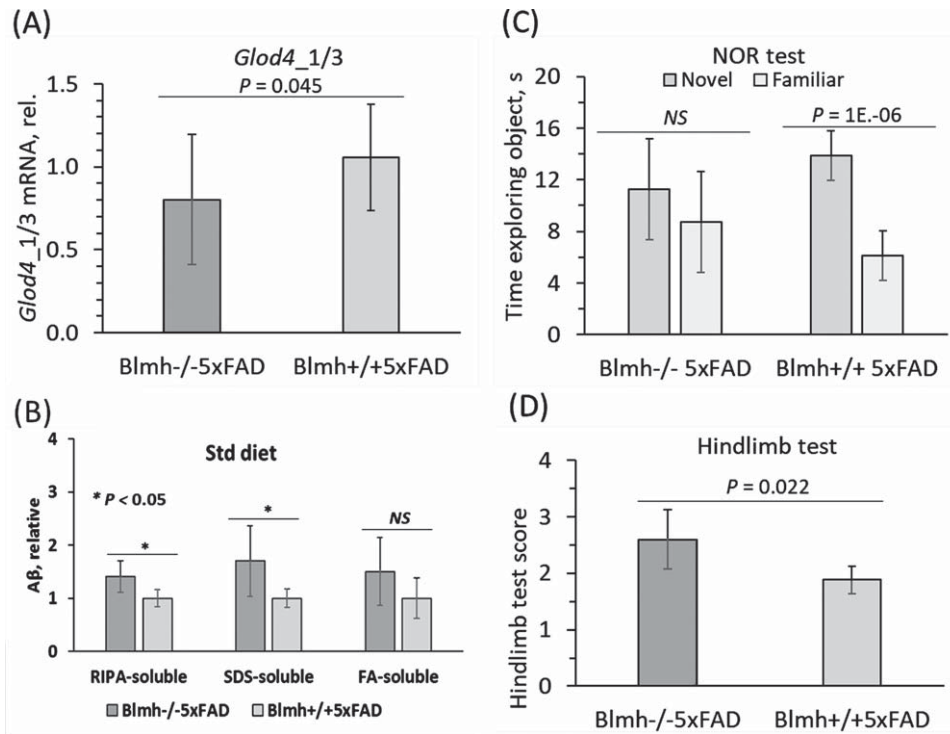 (A)
Glod4_1/3
P = 0.045
Glod4_1/3 mRNA, rel.
1.5
1.0
0.5
0.0
Blmh-/-5xFAD Blmh+/+5xFAD
(B)
Std diet
* P < 0.05
Aβ, relative
4
3
2
1
0
*
*
NS
RIPA-soluble SDS-soluble FA-soluble
Blmh-/-5xFAD Blmh+/+5xFAD
(C)
NOR test
Novel Familiar
NS
P = 1E.-06
Time exploring object, s
20
16
12
8
4
0
Blmh-/- 5xFAD Blmh+/+ 5xFAD
(D)
Hindlimb test
P = 0.022
Hindlimb test score
4
3
2
1
0
Blmh-/-5xFAD Blmh+/+5xFAD